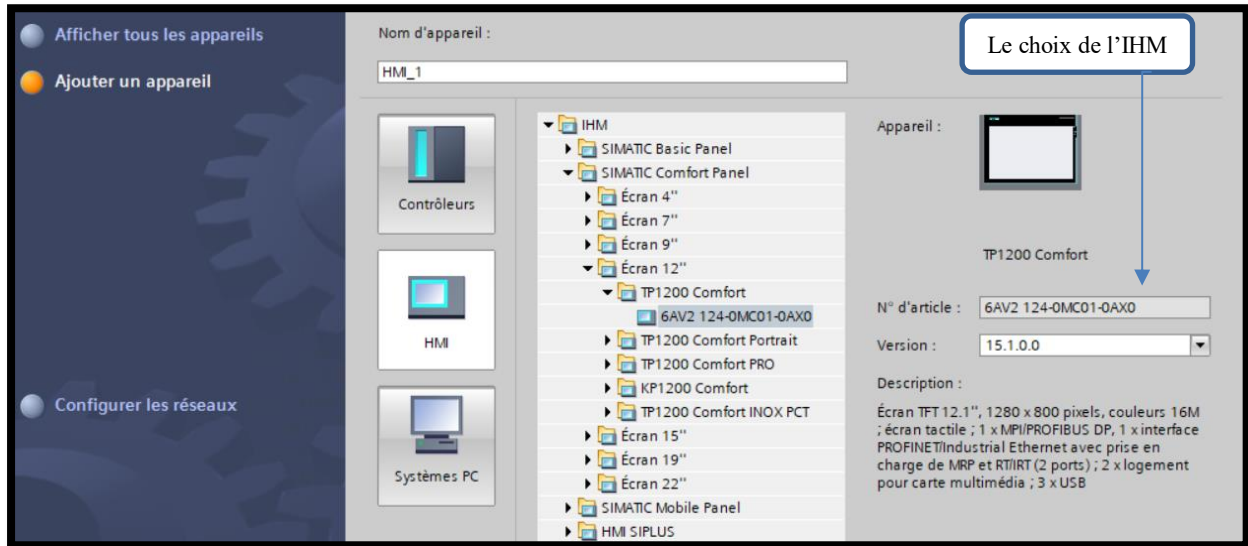 Afficher tous les appareils
Ajouter un appareil
Configurer les réseaux
Nom d'appareil :
HMI_1
Contrôleurs
HMI
Systèmes PC
IHM
SIMATIC Basic Panel
SIMATIC Comfort Panel
Écran 4''
Écran 7''
Écran 9''
Écran 12''
TP1200 Comfort
6AV2 124-0MC01-0AX0
TP1200 Comfort Portrait
TP1200 Comfort PRO
KP1200 Comfort
TP1200 Comfort INOX PCT
Écran 15''
Écran 19''
Écran 22''
SIMATIC Mobile Panel
HMI SIPLUS
Le choix de l’IHM
Appareil :
TP1200 Comfort
N° d'article :
6AV2 124-0MC01-0AX0
Version :
15.1.0.0
Description :
Écran TFT 12.1'', 1280 x 800 pixels, couleurs 16M
; écran tactile ; 1 x MPI/PROFIBUS DP, 1 x interface
PROFINET/Industrial Ethernet avec prise en
charge de MRP et RT/IRT (2 ports) ; 2 x logement
pour carte multimédia ; 3 x USB